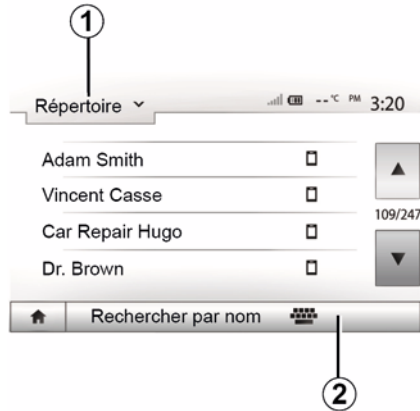 1
Répertoire
--°C PM 3:20
Adam Smith
Vincent Casse
109/247
Car Repair Hugo
Dr. Brown
Rechercher par nom
2